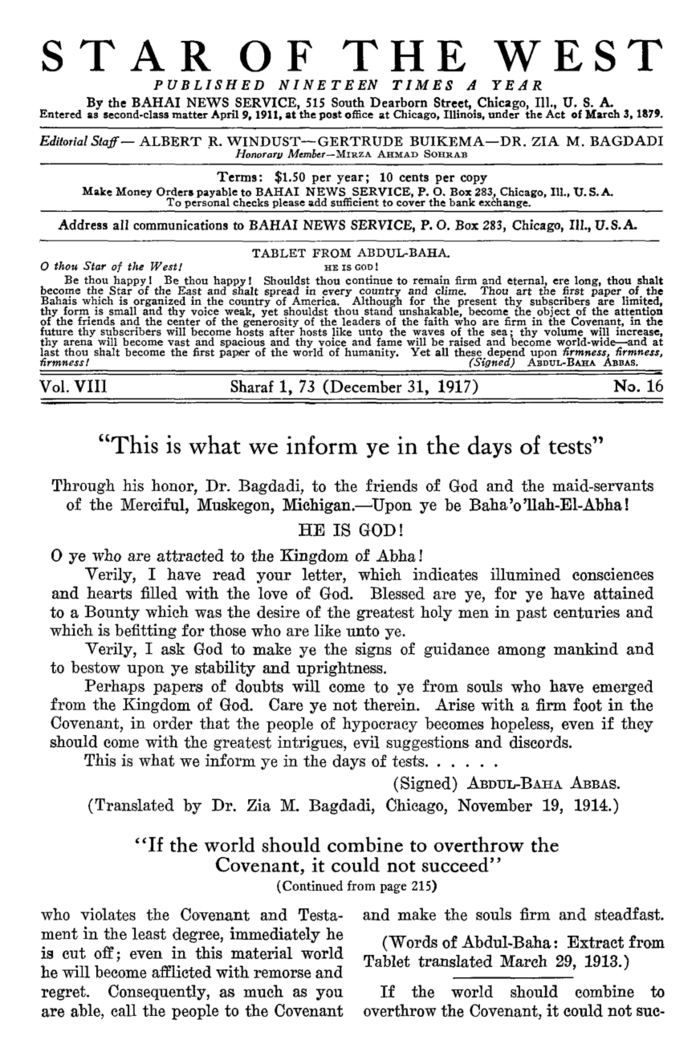 STAR OF THE WEST
PUBLISHED NINETEEN TIMES A YEAR
By the BAHAI NEWS SERVICE, 515 South Dearborn Street, Chicago, Ill., U. S. A.
Entered as second-class matter April 9, 1911, at the post office at Chicago, Illinois, under the Act of March 3, 1879.
Editorial Staff— ALBERT R. WINDUST—GERTRUDE BUIKEMA—DR. ZIA M. BAGDADI
Honorary Member—MIRZA AHMAD SOHRAB
Terms: $1.50 per year; 10 cents per copy
Make Money Orders payable to BAHAI NEWS SERVICE, P. O. Box 283, Chicago, Ill., U. S. A.
To personal checks please add sufficient to cover the bank exchange.
Address all communications to BAHAI NEWS SERVICE, P. O. Box 283, Chicago, Ill., U. S. A.
TABLET FROM ABDUL-BAHA.
O thou Star of the West! HE IS GOD!
Be thou happy! Be thou happy! Shouldst thou continue to remain firm and eternal, ere long, thou shalt
become the Star of the East and shalt spread in every country and clime. Thou art the first paper of the
Bahais which is organized in the country of America. Although for the present thy subscribers are limited,
thy form is small and thy voice weak, yet shouldst thou stand unshakable, become the object of the attention
of the friends and the center of the generosity of the leaders of the faith who are firm in the Covenant, in the
future thy subscribers will become hosts after hosts like unto the waves of the sea; thy volume will increase,
thy arena will become vast and spacious and thy voice and fame will be raised and become world-wide—and at
last thou shalt become the first paper of the world of humanity. Yet all these depend upon firmness, firmness,
firmness! (Signed) ABDUL-BAHA ABBAS.
Vol. VIII Sharaf 1, 73 (December 31, 1917) No. 16
“This is what we inform ye in the days of tests”
Through his honor, Dr. Bagdadi, to the friends of God and the maid-servants
of the Merciful, Muskegon, Michigan.—Upon ye be Baha’o’llah-El-Abha!
HE IS GOD!
O ye who are attracted to the Kingdom of Abha!
Verily, I have read your letter, which indicates illumined consciences
and hearts filled with the love of God. Blessed are ye, for ye have attained
to a Bounty which was the desire of the greatest holy men in past centuries and
which is befitting for those who are like unto ye.
Verily, I ask God to make ye the signs of guidance among mankind and
to bestow upon ye stability and uprightness.
Perhaps papers of doubts will come to ye from souls who have emerged
from the Kingdom of God. Care ye not therein. Arise with a firm foot in the
Covenant, in order that the people of hypocracy becomes hopeless, even if they
should come with the greatest intrigues, evil suggestions and discords.
This is what we inform ye in the days of tests. . . . . .
(Signed) ABDUL-BAHA ABBAS.
(Translated by Dr. Zia M. Bagdadi, Chicago, November 19, 1914.)
“If the world should combine to overthrow the
Covenant, it could not succeed”
(Continued from page 215)
who violates the Covenant and Testa-
ment in the least degree, immediately he
is cut off; even in this material world
he will become afflicted with remorse and
regret. Consequently, as much as you
are able, call the people to the Covenant
and make the souls firm and steadfast.
(Words of Abdul-Baha: Extract from
Tablet translated March 29, 1913.)
If the world should combine to
overthrow the Covenant, it could not suc-